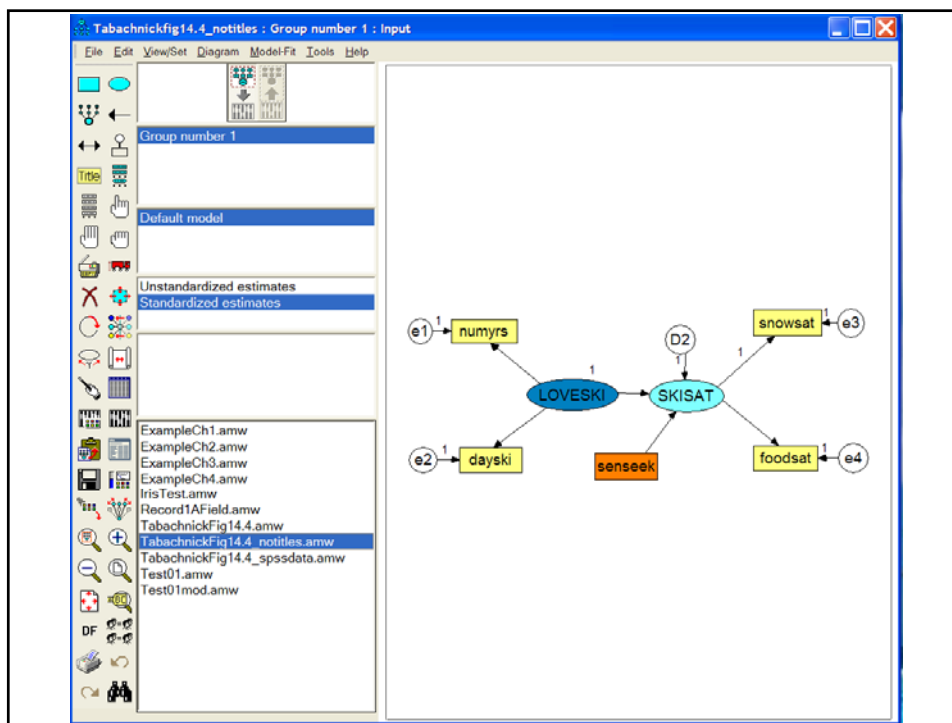 Tabachnickfig14.4_notitles : Group number 1 : Input
File Edit View/Set Diagram Model-Fit Tools Help
Title
DF
Group number 1
Default model
Unstandardized estimates
Standardized estimates
ExampleCh1.amw
ExampleCh2.amw
ExampleCh3.amw
ExampleCh4.amw
IrisTest.amw
Record1AField.amw
TabachnickFig14.4.amw
TabachnickFig14.4_notitles.amw
TabachnickFig14.4_spssdata.amw
Test01.amw
Test01mod.amw
e1 1 numyrs
snowsat 1 e3
D2
1
1
1
LOVESKI SKISAT
e2 1 dayski
senseek
foodsat 1 e4